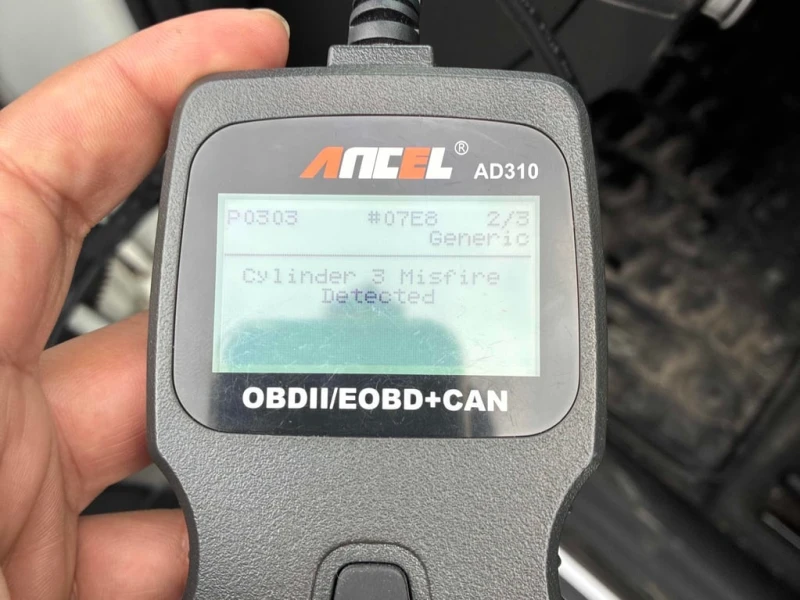 ANCEL®
AD310
P0303 #07E8 2/3
Generic
Cylinder 3 Misfire
Detected
OBDII/EOBD+CAN